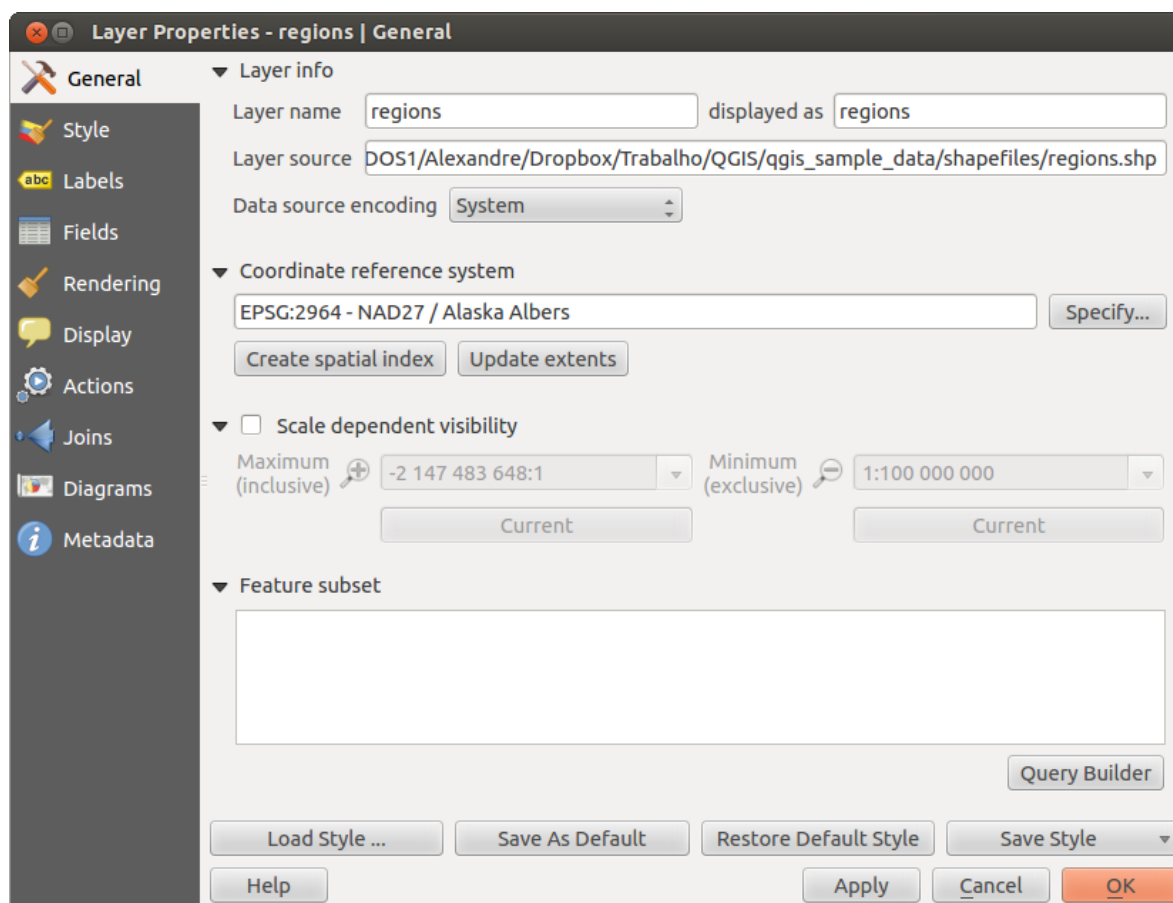 Layer Properties - regions | General
General
Style
abc Labels
Fields
Rendering
Display
Actions
Joins
Diagrams
i Metadata
Layer info
Layer name regions displayed as regions
Layer source DOS1/Alexandre/Dropbox/Trabalho/QGIS/qgis_sample_data/shapefiles/regions.shp
Data source encoding System
Coordinate reference system
EPSG:2964 - NAD27 / Alaska Albers Specify...
Create spatial index Update extents
Scale dependent visibility
Maximum (inclusive) -2 147 483 648:1 Minimum (exclusive) 1:100 000 000
Current Current
Feature subset
Query Builder
Load Style ... Save As Default Restore Default Style Save Style
Help Apply Cancel OK